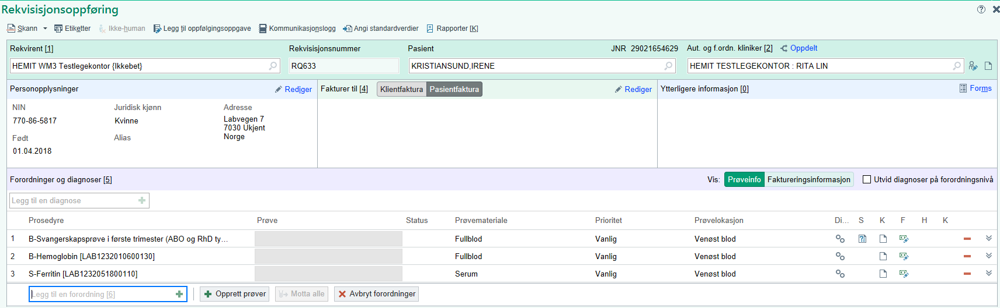 Rekvisisjonsoppføring
Skann Etiketter Ikke-human Legg til oppfølgingsoppgave Kommunikasjonslogg Angi standardverdier Rapporter [K]
Rekvirent [1] Rekvisisjonsnummer Pasient JNR 29021654629 Aut. og f.ordn. kliniker [2] Oppdelt
HEMIT WM3 Testlegekontor {Ikkebet} RQ633 KRISTIANSUND,IRENE HEMIT TESTLEGEKONTOR : RITA LIN
Personopplysninger Rediger Fakturer til [4] Klientfaktura Pasientfaktura Rediger Ytterligere informasjon [0] Forms
NIN Juridisk kjønn Adresse
770-86-5817 Kvinne Labvegen 7
7030 Ukjent
Født Alias Norge
01.04.2018
Forordninger og diagnoser [5] Vis: Prøveinfo Faktureringsinformasjon Utvid diagnoser på forordningsnivå
Legg til en diagnose
Prosedyre Prøve Status Prøvemateriale Prioritet Prøvelokasjon Di... S K F H K
1 B-Svangerskapsprøve i første trimester (ABO og RhD ty... Fullblod Vanlig Venøst blod
2 B-Hemoglobin [LAB1232010600130] Fullblod Vanlig Venøst blod
3 S-Ferritin [LAB1232051800110] Serum Vanlig Venøst blod
Legg til en forordning [6] Opprett prøver Motta alle Avbryt forordninger